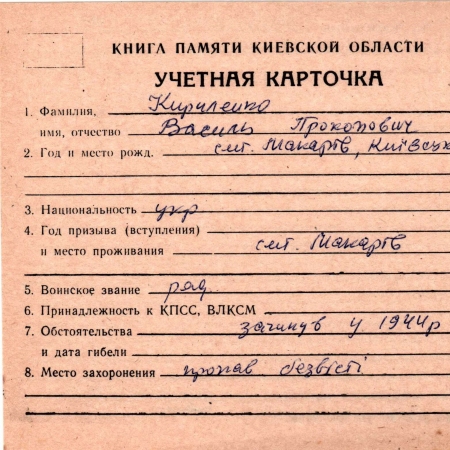 КНИГА ПАМЯТИ КИЕВСКОЙ ОБЛАСТИ
УЧЕТНАЯ КАРТОЧКА
1. Фамилия, Кириленко
имя, отчество Василь Прокопович
2. Год и место рожд. смт. Макарів, Київськ
3. Национальность укр
4. Год призыва (вступления)
и место проживания смт. Макарів
5. Воинское звание ряд
6. Принадлежность к КПСС, ВЛКСМ
7. Обстоятельства загинув у 1944р
и дата гибели
8. Место захоронения пропав безвісті